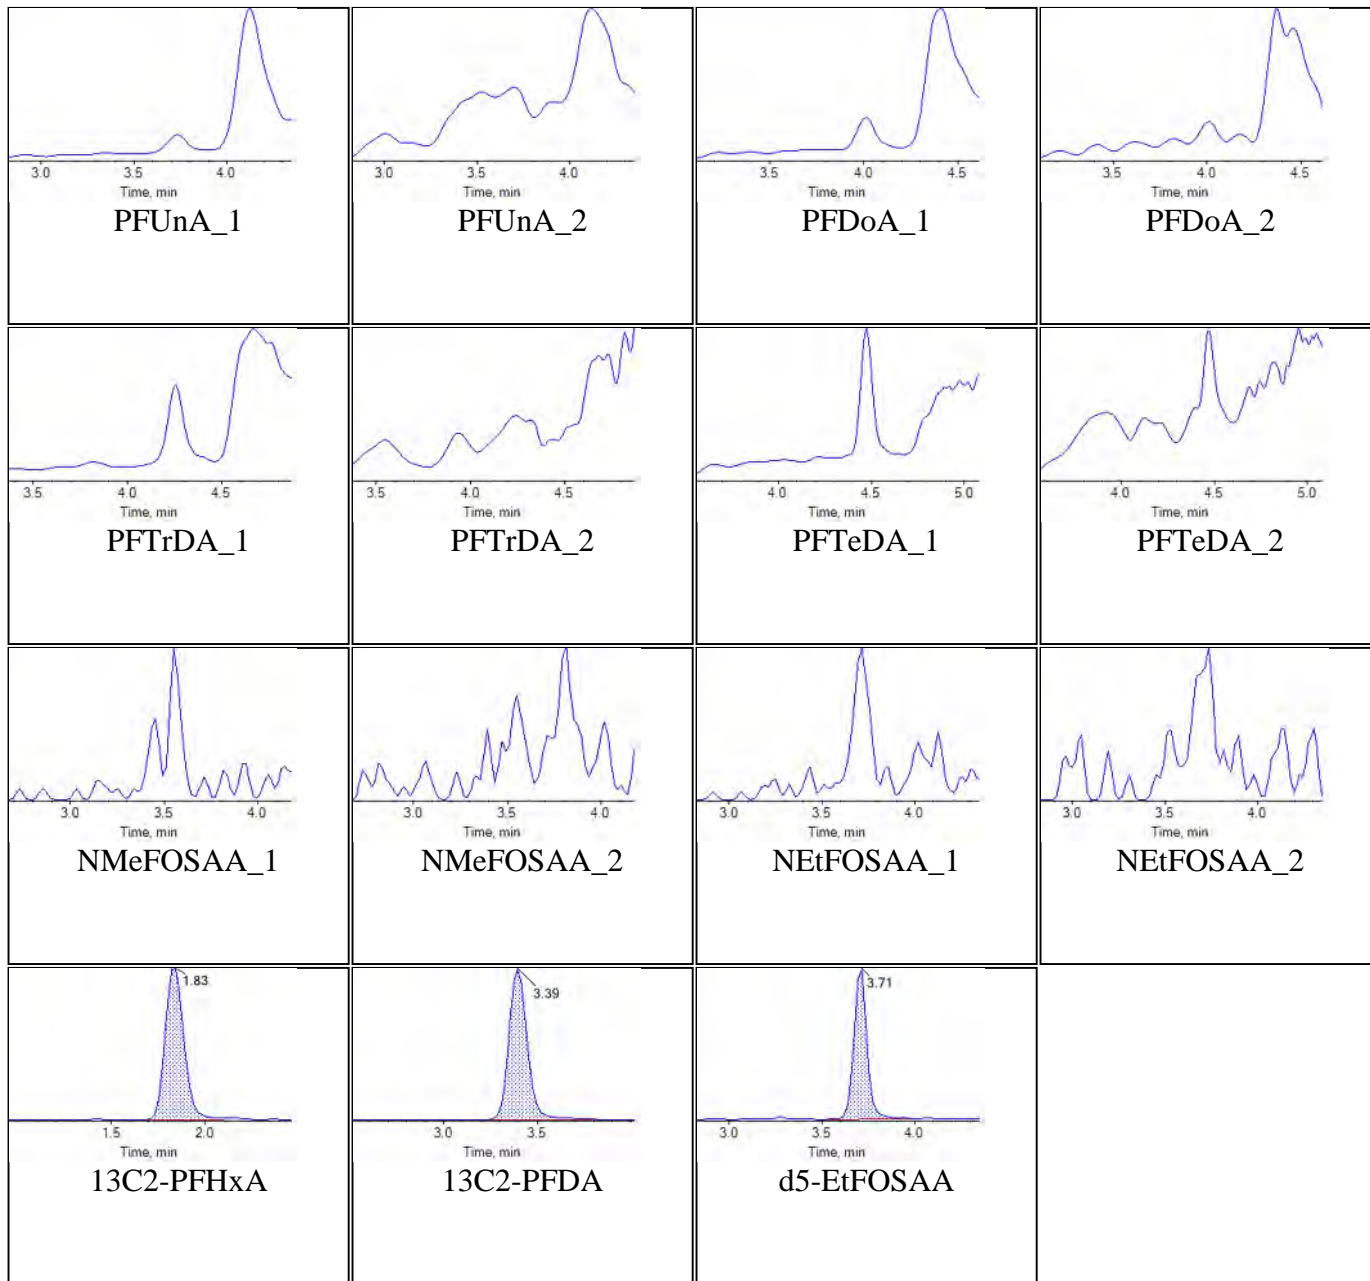 3.0 3.5 4.0
Time, min
PFUnA_1
3.0 3.5 4.0
Time, min
PFUnA_2
3.5 4.0 4.5
Time, min
PFDoA_1
3.5 4.0 4.5
Time, min
PFDoA_2
3.5 4.0 4.5
Time, min
PFTrDA_1
3.5 4.0 4.5
Time, min
PFTrDA_2
4.0 4.5 5.0
Time, min
PFTeDA_1
4.0 4.5 5.0
Time, min
PFTeDA_2
3.0 3.5 4.0
Time, min
NMeFOSAA_1
3.0 3.5 4.0
Time, min
NMeFOSAA_2
3.0 3.5 4.0
Time, min
NEtFOSAA_1
3.0 3.5 4.0
Time, min
NEtFOSAA_2
1.83
1.5 2.0
Time, min
13C2-PFHxA
3.39
3.0 3.5
Time, min
13C2-PFDA
3.71
3.0 3.5 4.0
Time, min
d5-EtFOSAA